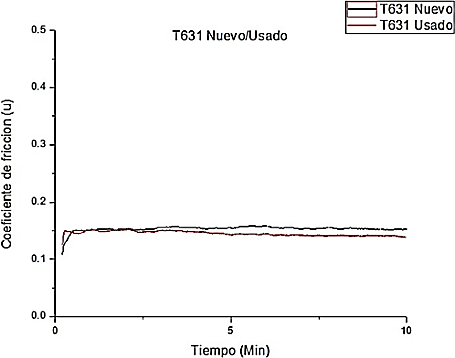 T631 Nuevo/Usado
T631 Nuevo
T631 Usado
Coeficiente de friccion (u)
0.5
0.4
0.3
0.2
0.1
0.0
0
5
10
Tiempo (Min)